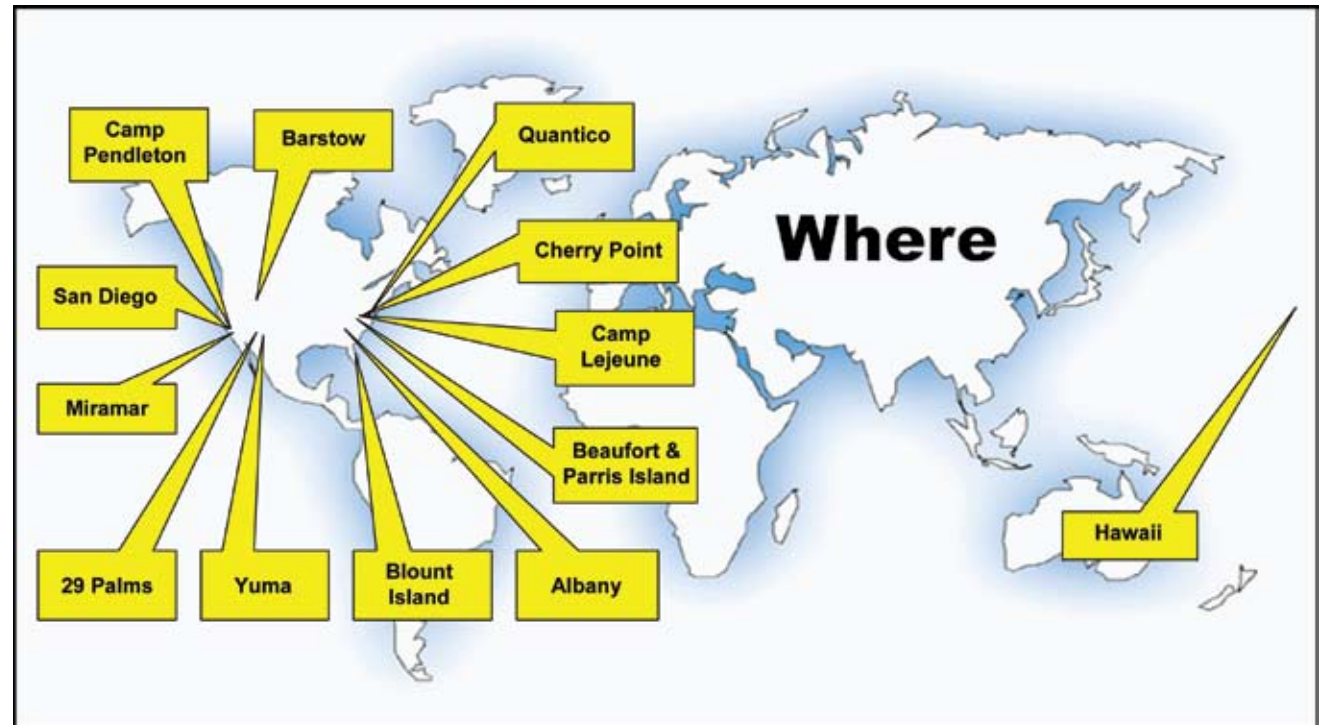 Camp
Pendleton
Barstow
Quantico
Where
Cherry Point
San Diego
Camp
Lejeune
Miramar
Beaufort &
Parris Island
Hawaii
29 Palms
Yuma
Blount
Island
Albany